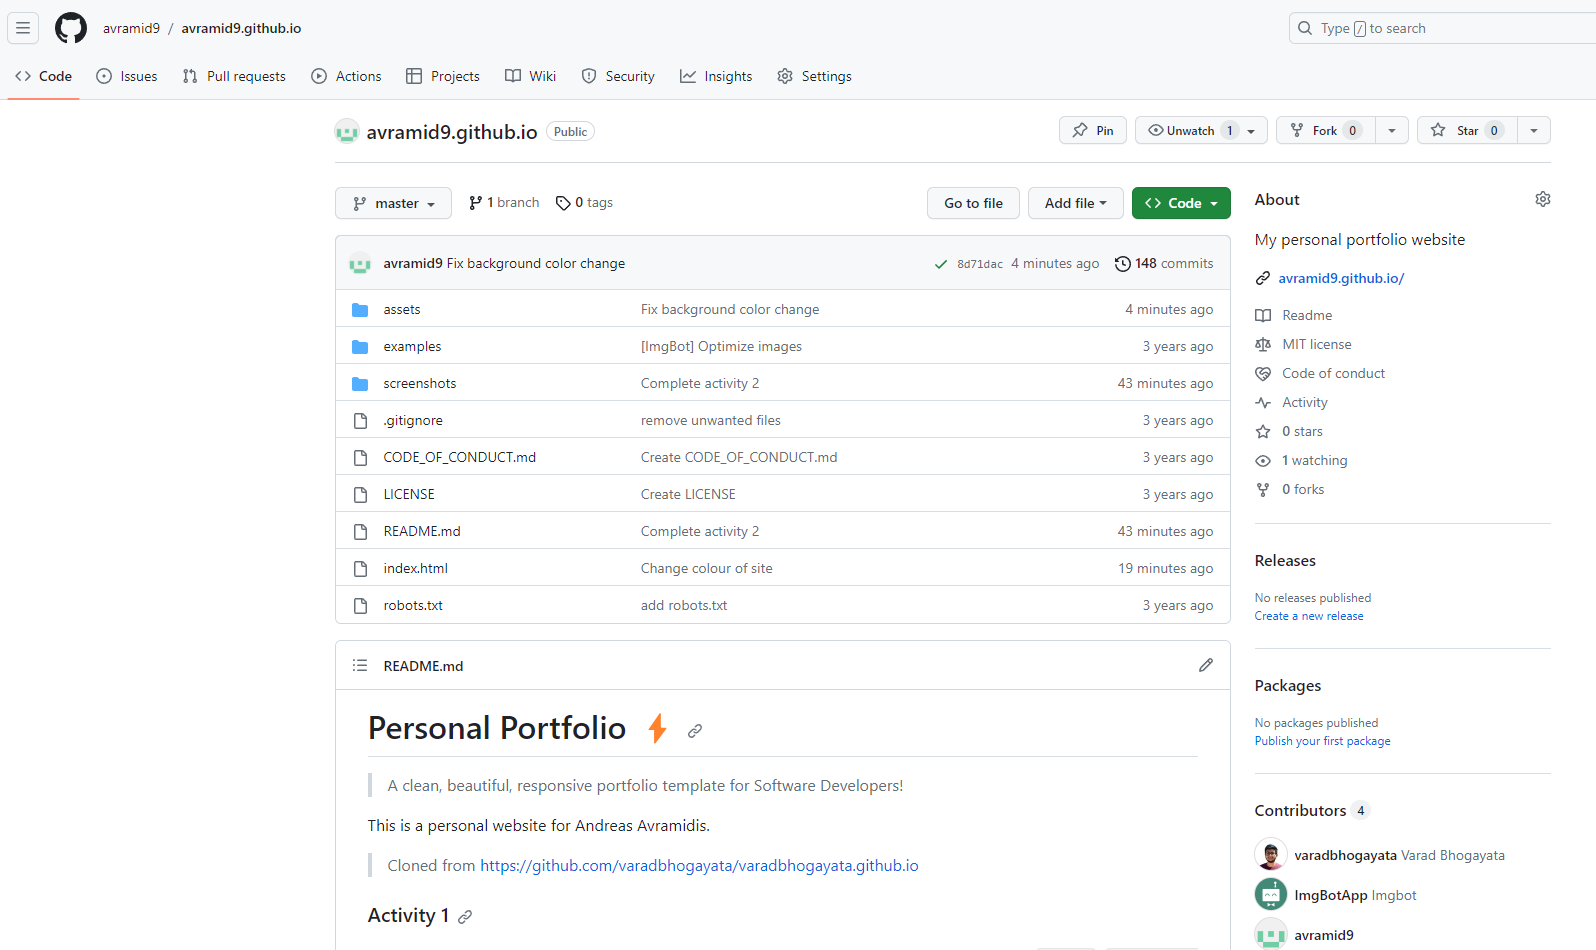 avramid9 / avramid9.github.io
Type / to search
Code Issues Pull requests Actions Projects Wiki Security Insights Settings
avramid9.github.io Public
Pin Unwatch 1 Fork 0 Star 0
master 1 branch 0 tags Go to file Add file Code
avramid9 Fix background color change 8d71dac 4 minutes ago 148 commits
assets Fix background color change 4 minutes ago
examples [ImgBot] Optimize images 3 years ago
screenshots Complete activity 2 43 minutes ago
.gitignore remove unwanted files 3 years ago
CODE_OF_CONDUCT.md Create CODE_OF_CONDUCT.md 3 years ago
LICENSE Create LICENSE 3 years ago
README.md Complete activity 2 43 minutes ago
index.html Change colour of site 19 minutes ago
robots.txt add robots.txt 3 years ago
README.md
Personal Portfolio
A clean, beautiful, responsive portfolio template for Software Developers!
This is a personal website for Andreas Avramidis.
Cloned from https://github.com/varadbhogayata/varadbhogayata.github.io
Activity 1
About
My personal portfolio website
avramid9.github.io/
Readme
MIT license
Code of conduct
Activity
0 stars
1 watching
0 forks
Releases
No releases published
Create a new release
Packages
No packages published
Publish your first package
Contributors 4
varadbhogayata Varad Bhogayata
ImgBotApp Imgbot
avramid9